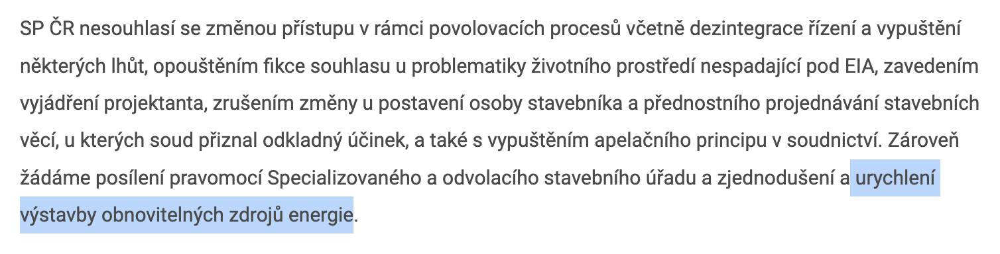 SP ČR nesouhlasí se změnou přístupu v rámci povolovacích procesů včetně dezintegrace řízení a vypuštění
některých lhůt, opouštěním fikce souhlasu u problematiky životního prostředí nespadající pod EIA, zavedením
vyjádření projektanta, zrušením změny u postavení osoby stavebníka a přednostního projednávání stavebních
věcí, u kterých soud přiznal odkladný účinek, a také s vypuštěním apelačního principu v soudnictví. Zároveň
žádáme posílení pravomocí Specializovaného a odvolacího stavebního úřadu a zjednodušení a urychlení
výstavby obnovitelných zdrojů energie.